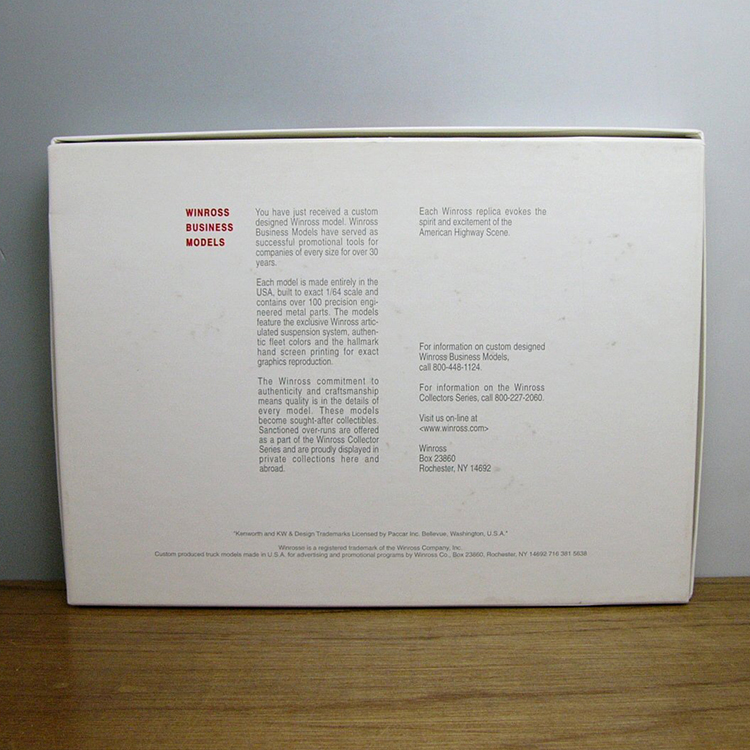 WINROSS
BUSINESS
MODELS
You have just received a custom
designed Winross model. Winross
Business Models have served as
successful promotional tools for
companies of every size for over 30
years.
Each model is made entirely in the
USA, built to exact 1/64 scale and
contains over 100 precision engi-
neered metal parts. The models
feature the exclusive Winross artic-
ulated suspension system, authen-
tic fleet colors and the hallmark
hand screen printing for exact
graphics reproduction.
The Winross commitment to
authenticity and craftsmanship
means quality is in the details of
every model. These models
become sought-after collectibles.
Sanctioned over-runs are offered
as a part of the Winross Collector
Series and are proudly displayed in
private collections here and
abroad.
Each Winross replica evokes the
spirit and excitement of the
American Highway Scene.
For information on custom designed
Winross Business Models,
call 800-448-1124.
For information on the Winross
Collectors Series, call 800-227-2060.
Visit us on-line at
<www.winross.com>
Winross
Box 23860
Rochester, NY 14692
"Kenworth and KW & Design Trademarks Licensed by Paccar Inc. Bellevue, Washington, U.S.A."
Winross® is a registered trademark of the Winross Company, Inc.
Custom produced truck models made in U.S.A. for advertising and promotional programs by Winross Co., Box 23860, Rochester, NY 14692 716 381 5638